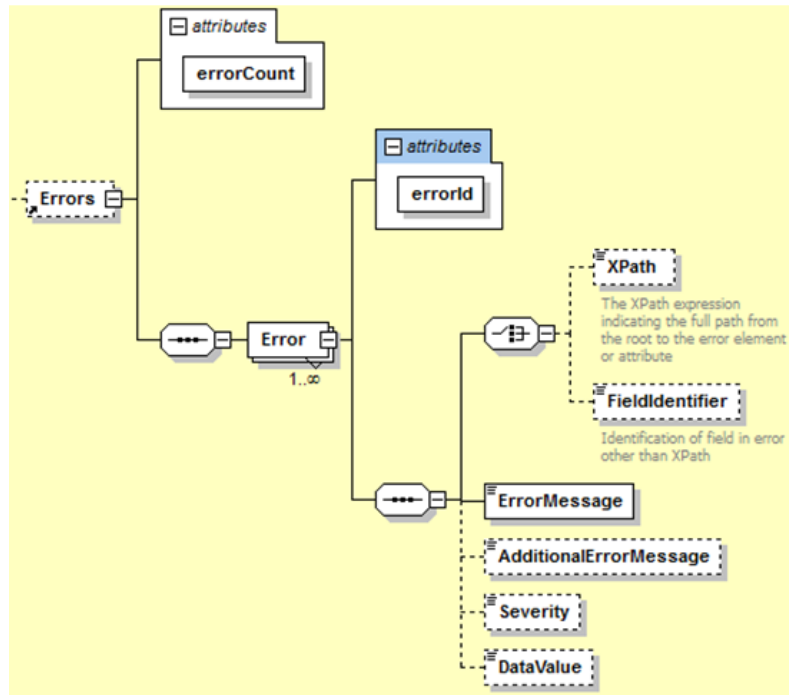 attributes
errorCount
attributes
errorId
Errors
XPath
The XPath expression
indicating the full path from
the root to the error element
or attribute
Error
1..∞
FieldIdentifier
Identification of field in error
other than XPath
ErrorMessage
AdditionalErrorMessage
Severity
DataValue